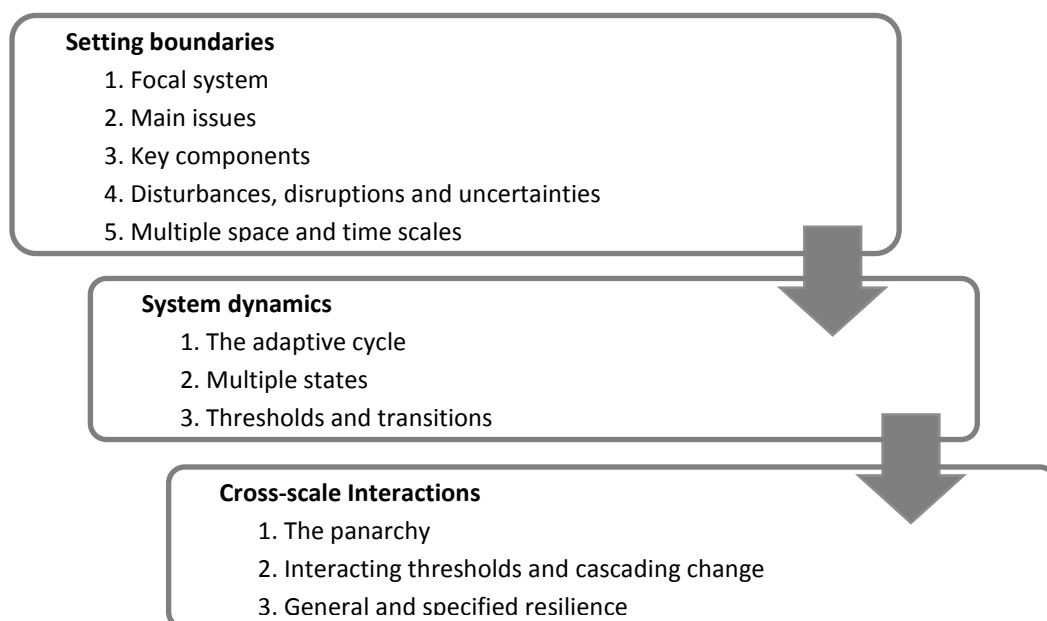 Setting boundaries
1. Focal system
2. Main issues
3. Key components
4. Disturbances, disruptions and uncertainties
5. Multiple space and time scales
System dynamics
1. The adaptive cycle
2. Multiple states
3. Thresholds and transitions
Cross-scale Interactions
1. The panarchy
2. Interacting thresholds and cascading change
3. General and specified resilience